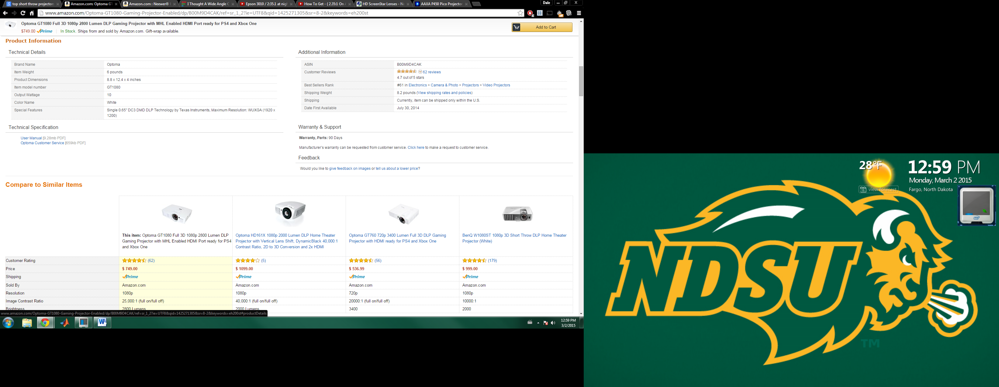 top short throw projectors
Amazon.com: Optoma GT
Amazon.com : Neewer®
I Thought A Wide Angle
Epson 3010 / 2:35.1 at nig
How To Get - ( 2.35:1 On
HD ScreenStar Lenses - N
AAXA P450 Pico Projector
Dale
www.amazon.com/Optoma-GT1080-Gaming-Projector-Enabled/dp/B00M9D4CAK/ref=sr_1_2?ie=UTF8&qid=1425271305&sr=8-2&keywords=eh200st
4
off
Optoma GT1080 Full 3D 1080p 2800 Lumen DLP Gaming Projector with MHL Enabled HDMI Port ready for PS4 and Xbox One
$749.00 Prime In Stock. Ships from and sold by Amazon.com. Gift-wrap available.
Add to Cart
Product Information
Technical Details
Brand Name Optoma
Item Weight 6 pounds
Product Dimensions 8.8 x 12.4 x 4 inches
Item model number GT1080
Output Wattage 10
Color Name White
Special Features Single 0.65" DC3 DMD DLP Technology by Texas Instruments, Maximum Resolution: WUXGA (1920 x
1200)
Technical Specification
User Manual [9.28mb PDF]
Optoma Customer Service [659kb PDF]
Additional Information
ASIN B00M9D4CAK
Customer Reviews 62 reviews
4.7 out of 5 stars
Best Sellers Rank #61 in Electronics > Camera & Photo > Projectors > Video Projectors
Shipping Weight 8.2 pounds (View shipping rates and policies)
Shipping Currently, item can be shipped only within the U.S.
Date First Available July 30, 2014
Warranty & Support
Warranty, Parts: 90 Days
Manufacturer's warranty can be requested from customer service. Click here to make a request to customer service.
Feedback
Would you like to give feedback on images or tell us about a lower price?
Compare to Similar Items
This item: Optoma GT1080 Full 3D 1080p 2800 Lumen DLP
Gaming Projector with MHL Enabled HDMI Port ready for PS4
and Xbox One
Optoma HD161X 1080p 2000 Lumen DLP Home Theater
Projector with Vertical Lens Shift, DynamicBlack 40,000:1
Contrast Ratio, 2D to 3D Conversion and 2x HDMI
Optoma GT760 720p 3400 Lumen Full 3D DLP Gaming
Projector with HDMI ready for PS4 and Xbox One
BenQ W1080ST 1080p 3D Short Throw DLP Home Theater
Projector (White)
Customer Rating (62) (5) (56) (179)
Price $ 749.00 $ 1099.00 $ 536.99 $ 999.00
Shipping Prime Prime Prime Prime
Sold By Amazon.com Amazon.com Amazon.com Amazon.com
Resolution 1080p 1080p 720p 1080p
Image Contrast Ratio 25,000:1 (full on/full off) 40,000:1 (full on/full off) 20000:1 (full on/full off) 10000:1
Brightness 2800 Lumens 2000 Lumens 3400 2000
www.amazon.com/Optoma-GT1080-Gaming-Projector-Enabled/dp/B00M9D4CAK/ref=sr_1_2?ie=UTF8&qid=1425271305&sr=8-2&keywords=eh200st#productDetails
12:59 PM
3/2/2015
28°F
view forecast
12:59 PM
Monday, March 2 2015
Fargo, North Dakota
intel
NDSU
TM